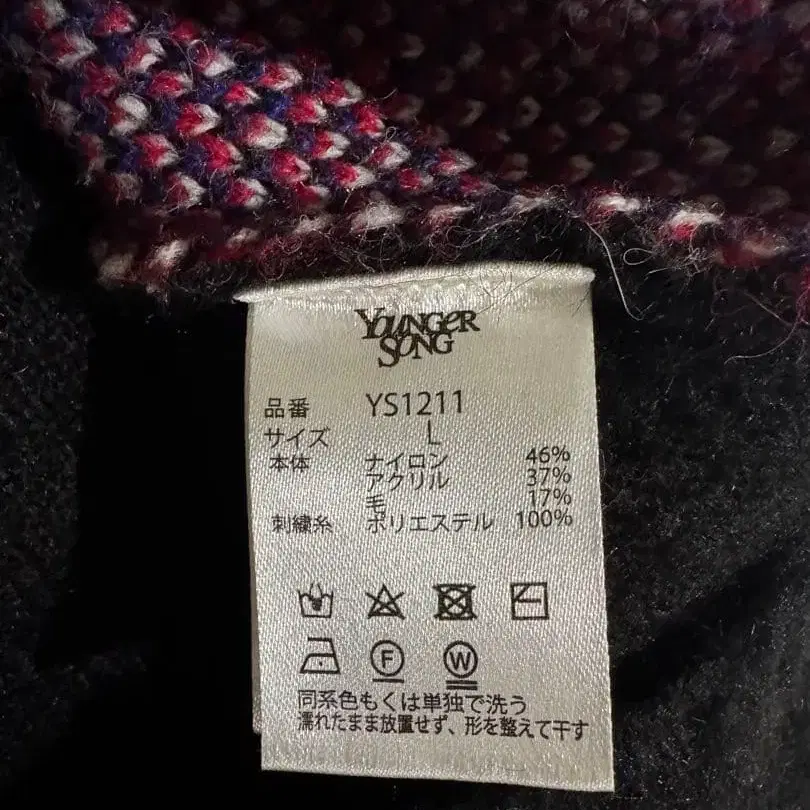 YOUNGER
SONG
品番 YS1211
サイズ L
本体 ナイロン 46%
アクリル 37%
毛 17%
刺繍糸 ポリエステル 100%
F W
同系色もくは単独で洗う
濡れたまま放置せず、形を整えて干す